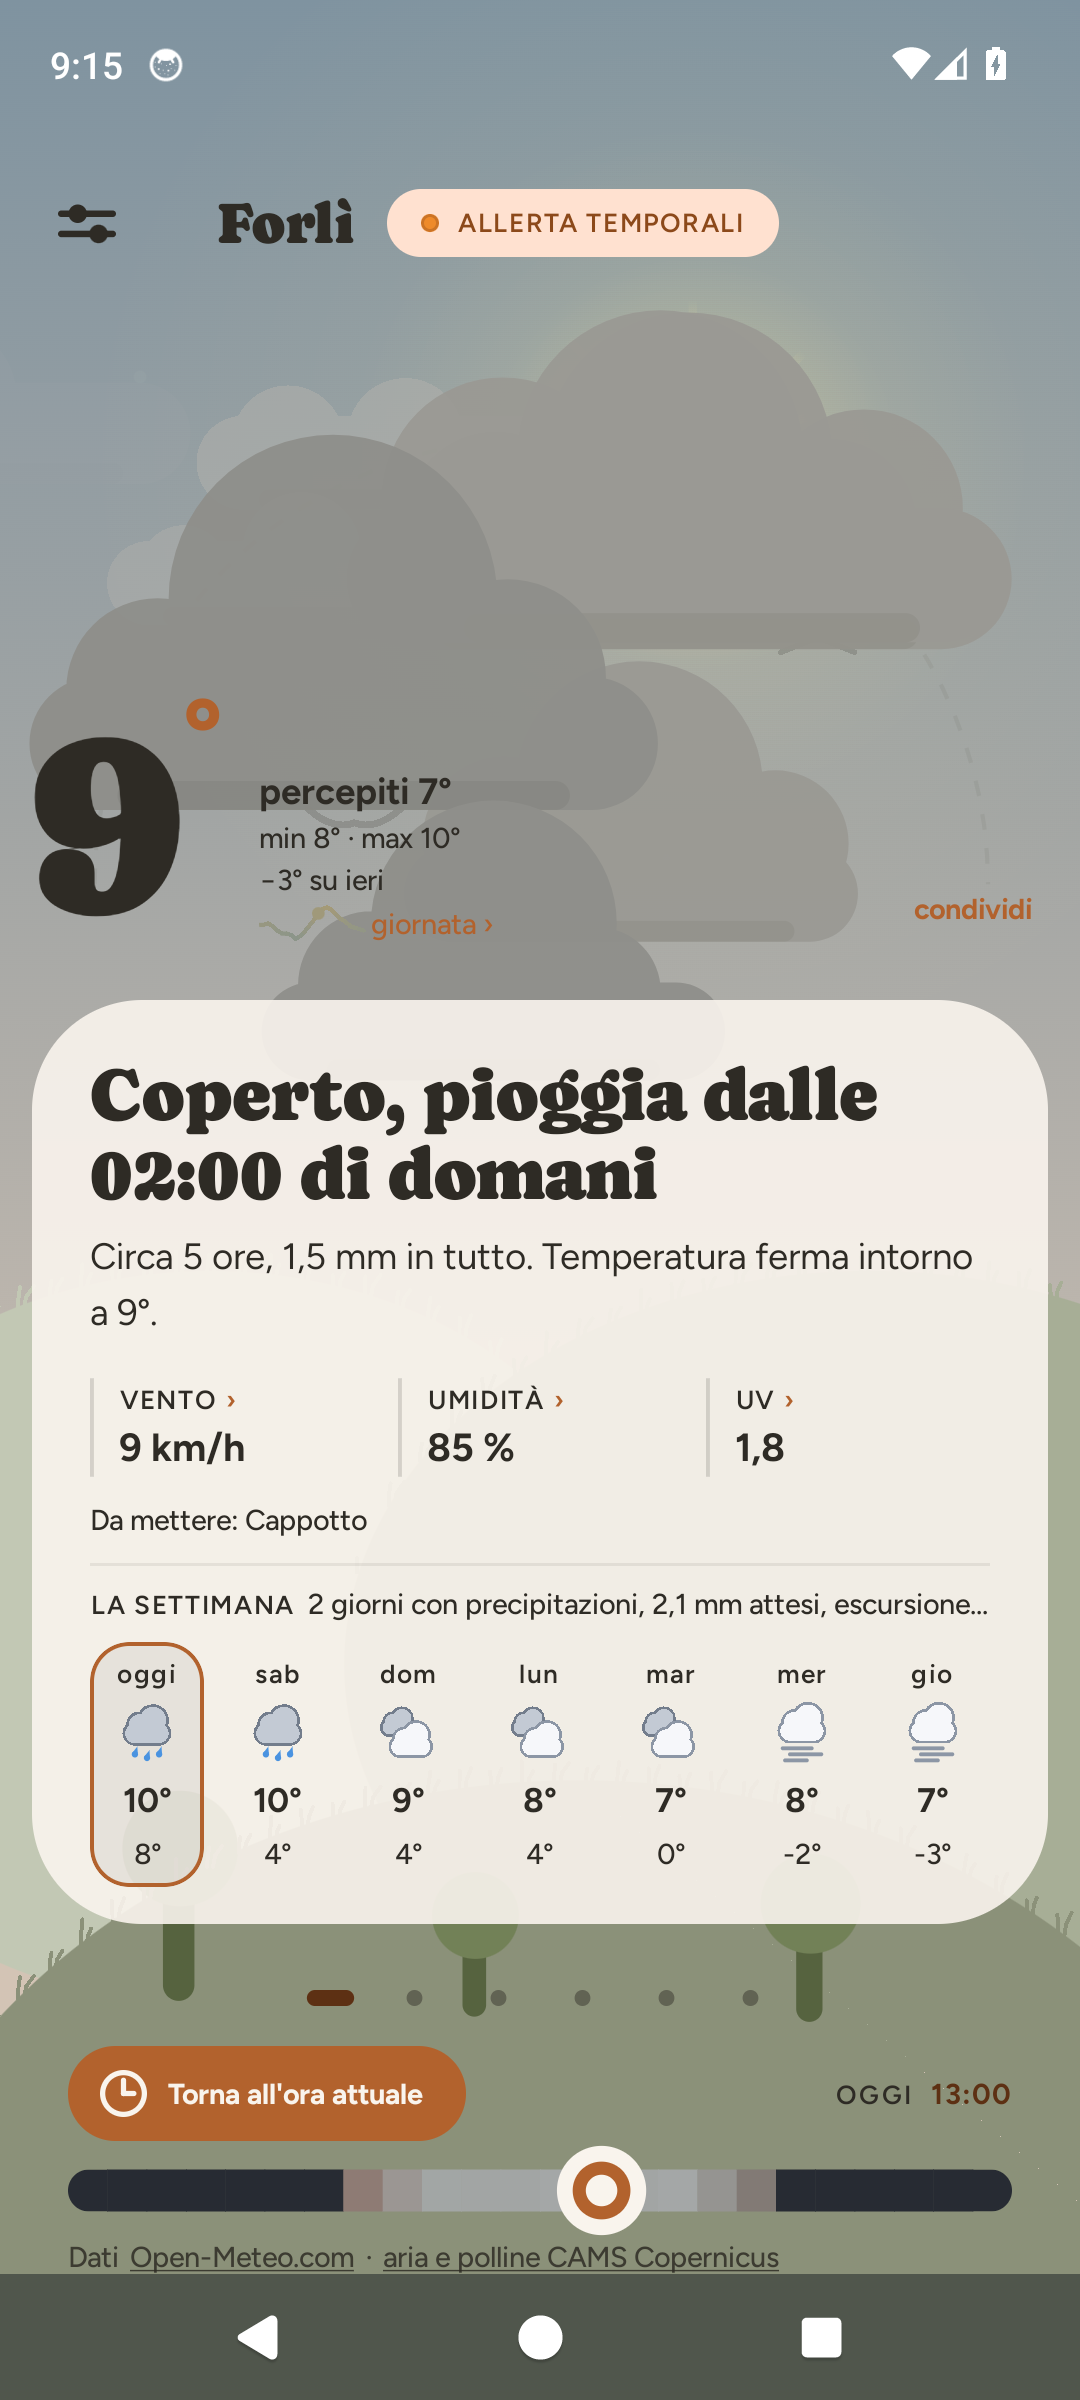 9:15
Forlì
ALLERTA TEMPORALI
9
percepiti 7°
min 8° · max 10°
−3° su ieri
giornata ›
condividi
Coperto, pioggia dalle
02:00 di domani
Circa 5 ore, 1,5 mm in tutto. Temperatura ferma intorno
a 9°.
VENTO › UMIDITÀ › UV ›
9 km/h 85 % 1,8
Da mettere: Cappotto
LA SETTIMANA 2 giorni con precipitazioni, 2,1 mm attesi, escursione…
oggi sab dom lun mar mer gio
10° 10° 9° 8° 7° 8° 7°
8° 4° 4° 4° 0° -2° -3°
Torna all'ora attuale
OGGI 13:00
Dati Open-Meteo.com · aria e polline CAMS Copernicus